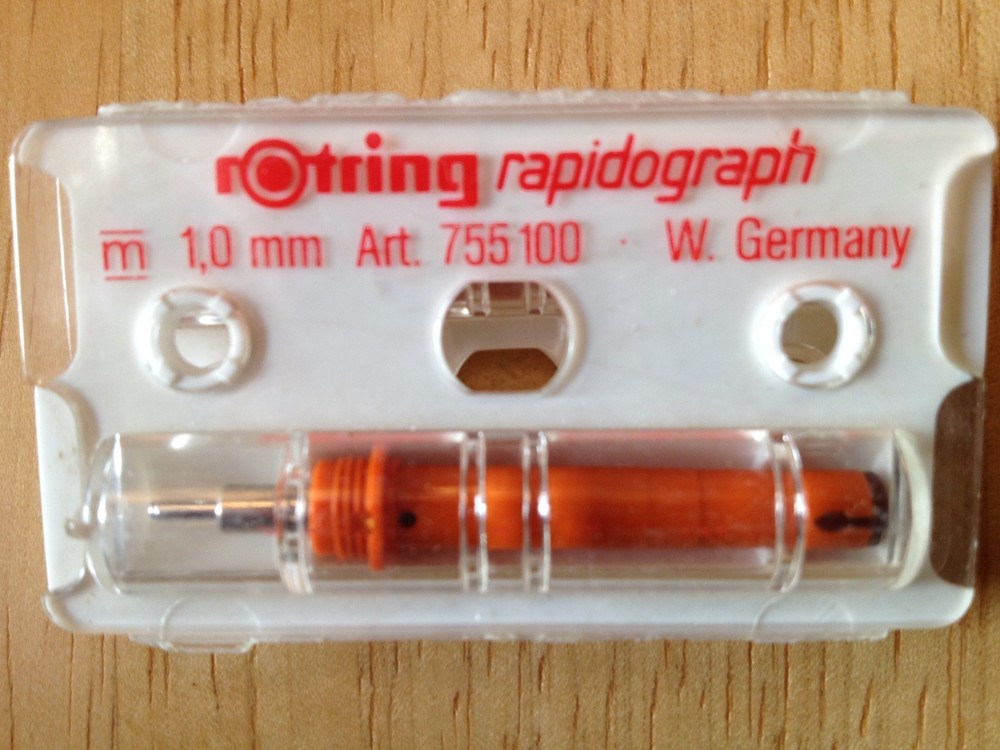 rotring rapidograph
m 1,0 mm Art. 755100 · W. Germany